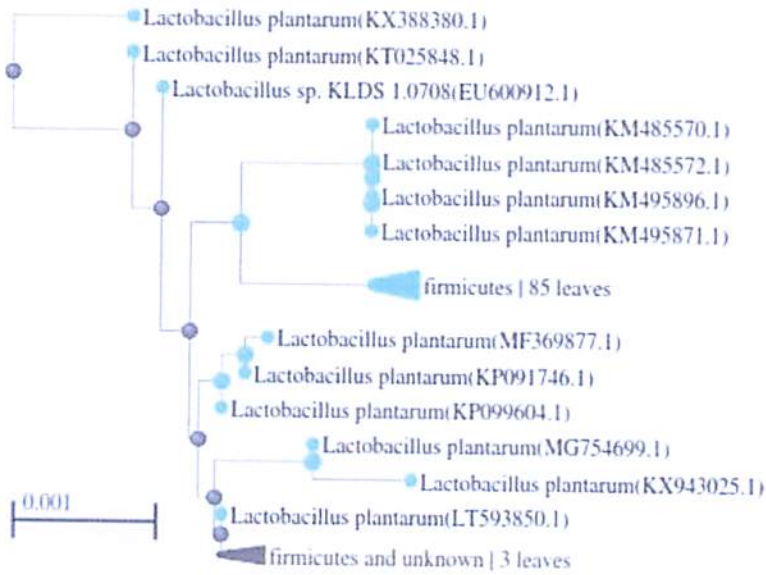 Lactobacillus plantarum(KX388380.1)
Lactobacillus plantarum(KT025848.1)
Lactobacillus sp. KLDS 1.0708(EU600912.1)
Lactobacillus plantarum(KM485570.1)
Lactobacillus plantarum(KM485572.1)
Lactobacillus plantarum(KM495896.1)
Lactobacillus plantarum(KM495871.1)
firmicutes | 85 leaves
Lactobacillus plantarum(MF369877.1)
Lactobacillus plantarum(KP091746.1)
Lactobacillus plantarum(KP099604.1)
Lactobacillus plantarum(MG754699.1)
Lactobacillus plantarum(KX943025.1)
0.001
Lactobacillus plantarum(LT593850.1)
firmicutes and unknown | 3 leaves